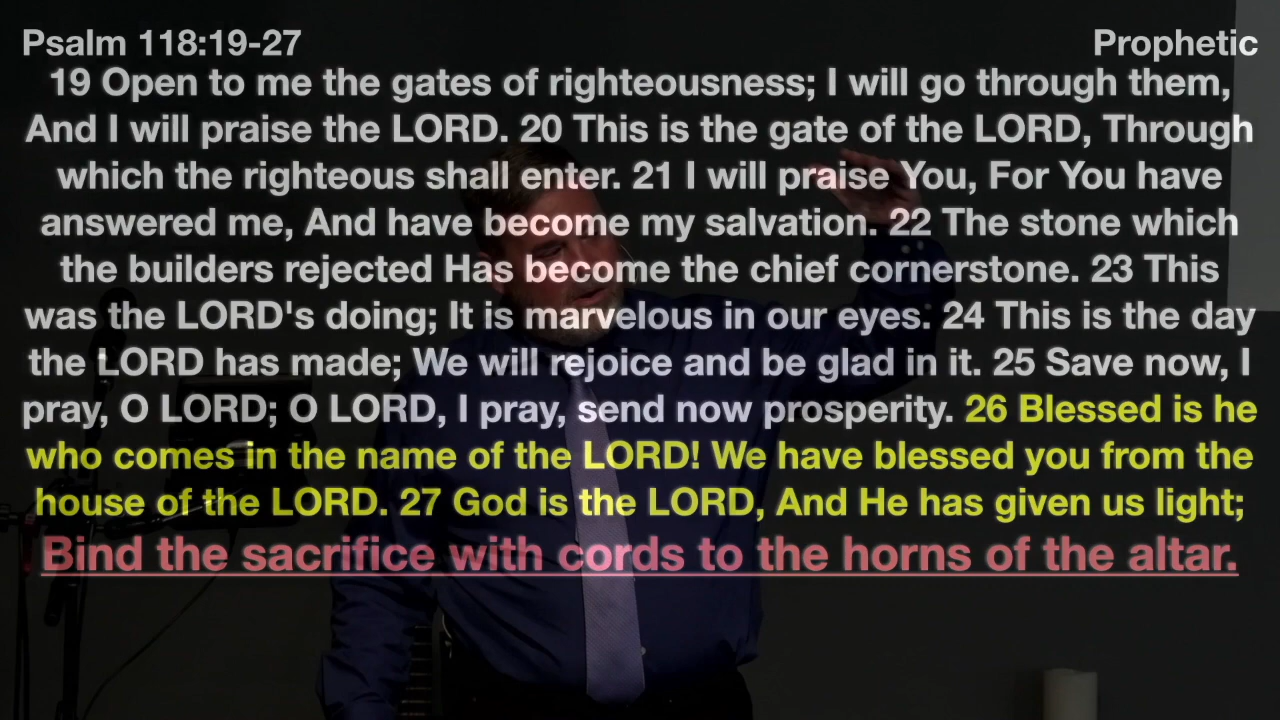 Psalm 118:19-27 Prophetic
19 Open to me the gates of righteousness; I will go through them,
And I will praise the LORD. 20 This is the gate of the LORD, Through
which the righteous shall enter. 21 I will praise You, For You have
answered me, And have become my salvation. 22 The stone which
the builders rejected Has become the chief cornerstone. 23 This
was the LORD's doing; It is marvelous in our eyes. 24 This is the day
the LORD has made; We will rejoice and be glad in it. 25 Save now, I
pray, O LORD; O LORD, I pray, send now prosperity. 26 Blessed is he
who comes in the name of the LORD! We have blessed you from the
house of the LORD. 27 God is the LORD, And He has given us light;
Bind the sacrifice with cords to the horns of the altar.